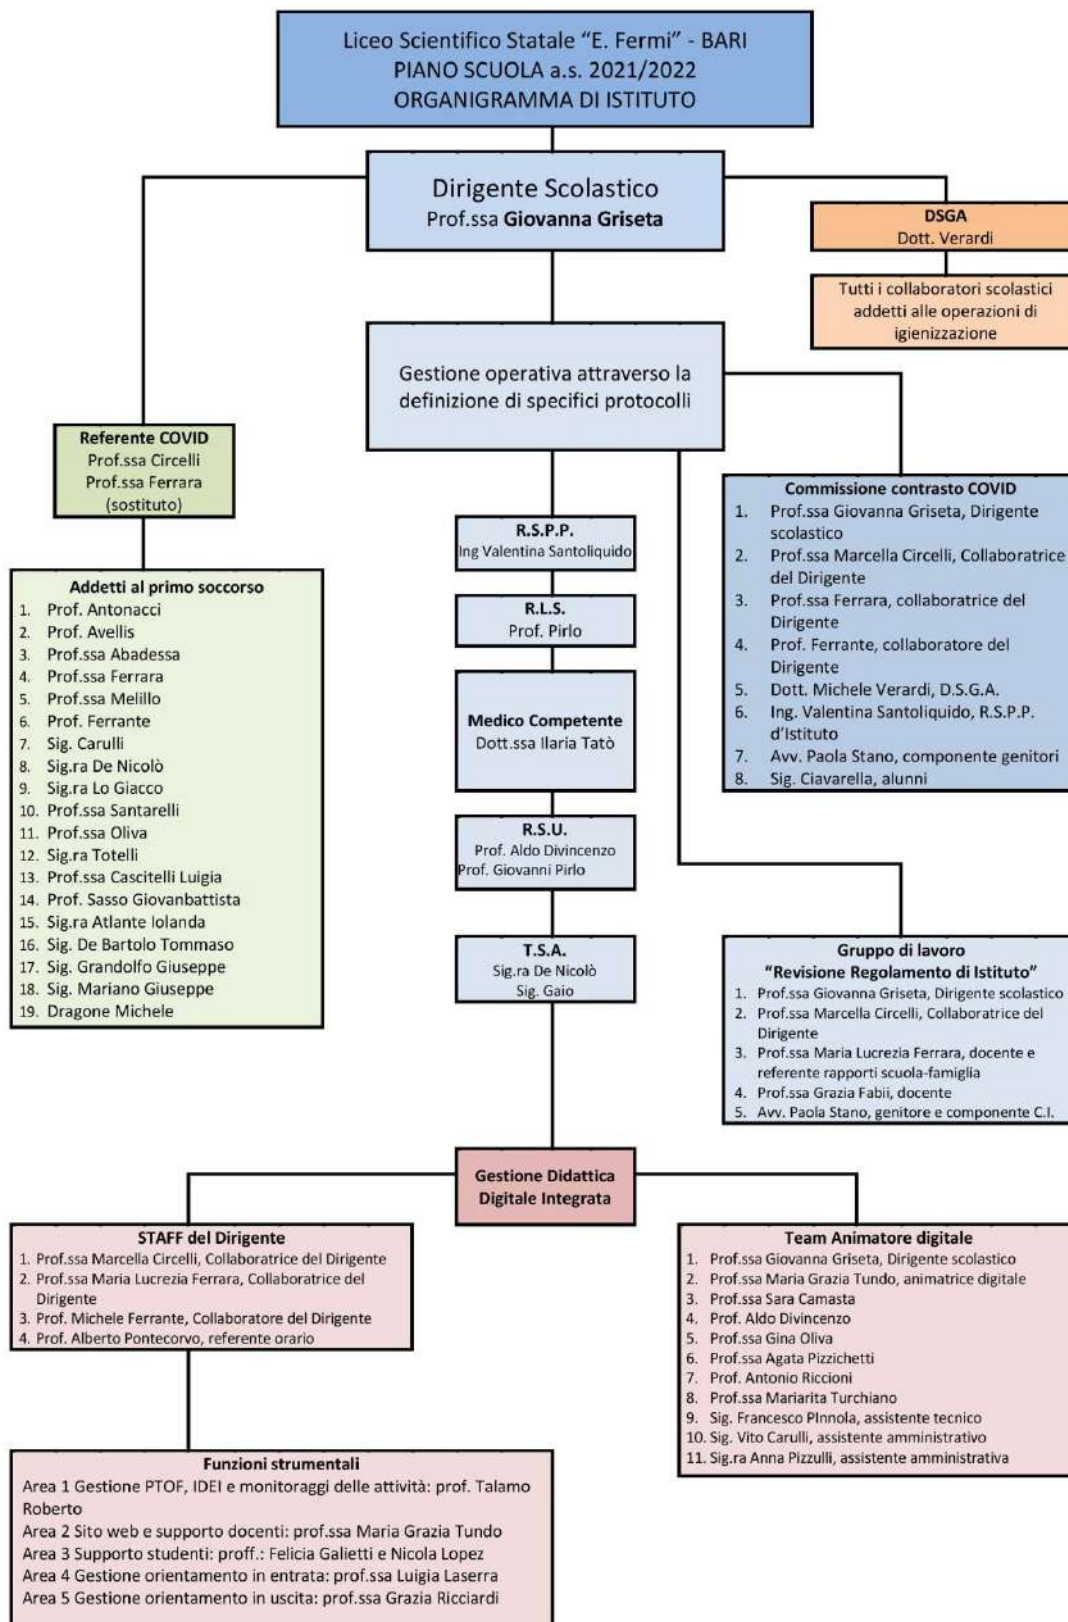 Liceo Scientifico Statale “E. Fermi” - BARI
PIANO SCUOLA a.s. 2021/2022
ORGANIGRAMMA DI ISTITUTO
Dirigente Scolastico
Prof.ssa Giovanna Griseta
DSGA
Dott. Verardi
Tutti i collaboratori scolastici
addetti alle operazioni di
igienizzazione
Gestione operativa attraverso la
definizione di specifici protocolli
Referente COVID
Prof.ssa Circelli
Prof.ssa Ferrara
(sostituto)
Addetti al primo soccorso
1. Prof. Antonacci
2. Prof. Avellis
3. Prof.ssa Abadessa
4. Prof.ssa Ferrara
5. Prof.ssa Melillo
6. Prof. Ferrante
7. Sig. Carulli
8. Sig.ra De Nicolò
9. Sig.ra Lo Giacco
10. Prof.ssa Santarelli
11. Prof.ssa Oliva
12. Sig.ra Totelli
13. Prof.ssa Cascitelli Luigia
14. Prof. Sasso Giovanbattista
15. Sig.ra Atlante Iolanda
16. Sig. De Bartolo Tommaso
17. Sig. Grandolfo Giuseppe
18. Sig. Mariano Giuseppe
19. Dragone Michele
R.S.P.P.
Ing Valentina Santoliquido
R.L.S.
Prof. Pirlo
Medico Competente
Dott.ssa Ilaria Tatò
R.S.U.
Prof. Aldo Divincenzo
Prof. Giovanni Pirlo
T.S.A.
Sig.ra De Nicolò
Sig. Gaio
Commissione contrasto COVID
1. Prof.ssa Giovanna Griseta, Dirigente
scolastico
2. Prof.ssa Marcella Circelli, Collaboratrice
del Dirigente
3. Prof.ssa Ferrara, collaboratrice del
Dirigente
4. Prof. Ferrante, collaboratore del
Dirigente
5. Dott. Michele Verardi, D.S.G.A.
6. Ing. Valentina Santoliquido, R.S.P.P.
d’Istituto
7. Avv. Paola Stano, componente genitori
8. Sig. Ciavarella, alunni
Gruppo di lavoro
“Revisione Regolamento di Istituto”
1. Prof.ssa Giovanna Griseta, Dirigente scolastico
2. Prof.ssa Marcella Circelli, Collaboratrice del
Dirigente
3. Prof.ssa Maria Lucrezia Ferrara, docente e
referente rapporti scuola-famiglia
4. Prof.ssa Grazia Fabii, docente
5. Avv. Paola Stano, genitore e componente C.I.
Gestione Didattica
Digitale Integrata
STAFF del Dirigente
1. Prof.ssa Marcella Circelli, Collaboratrice del Dirigente
2. Prof.ssa Maria Lucrezia Ferrara, Collaboratrice del
Dirigente
3. Prof. Michele Ferrante, Collaboratore del Dirigente
4. Prof. Alberto Pontecorvo, referente orario
Team Animatore digitale
1. Prof.ssa Giovanna Griseta, Dirigente scolastico
2. Prof.ssa Maria Grazia Tundo, animatrice digitale
3. Prof.ssa Sara Camasta
4. Prof. Aldo Divincenzo
5. Prof.ssa Gina Oliva
6. Prof.ssa Agata Pizzichetti
7. Prof. Antonio Riccioni
8. Prof.ssa Mariarita Turchiano
9. Sig. Francesco PInnola, assistente tecnico
10. Sig. Vito Carulli, assistente amministrativo
11. Sig.ra Anna Pizzulli, assistente amministrativa
Funzioni strumentali
Area 1 Gestione PTOF, IDEI e monitoraggi delle attività: prof. Talamo
Roberto
Area 2 Sito web e supporto docenti: prof.ssa Maria Grazia Tundo
Area 3 Supporto studenti: proff.: Felicia Galietti e Nicola Lopez
Area 4 Gestione orientamento in entrata: prof.ssa Luigia Laserra
Area 5 Gestione orientamento in uscita: prof.ssa Grazia Ricciardi